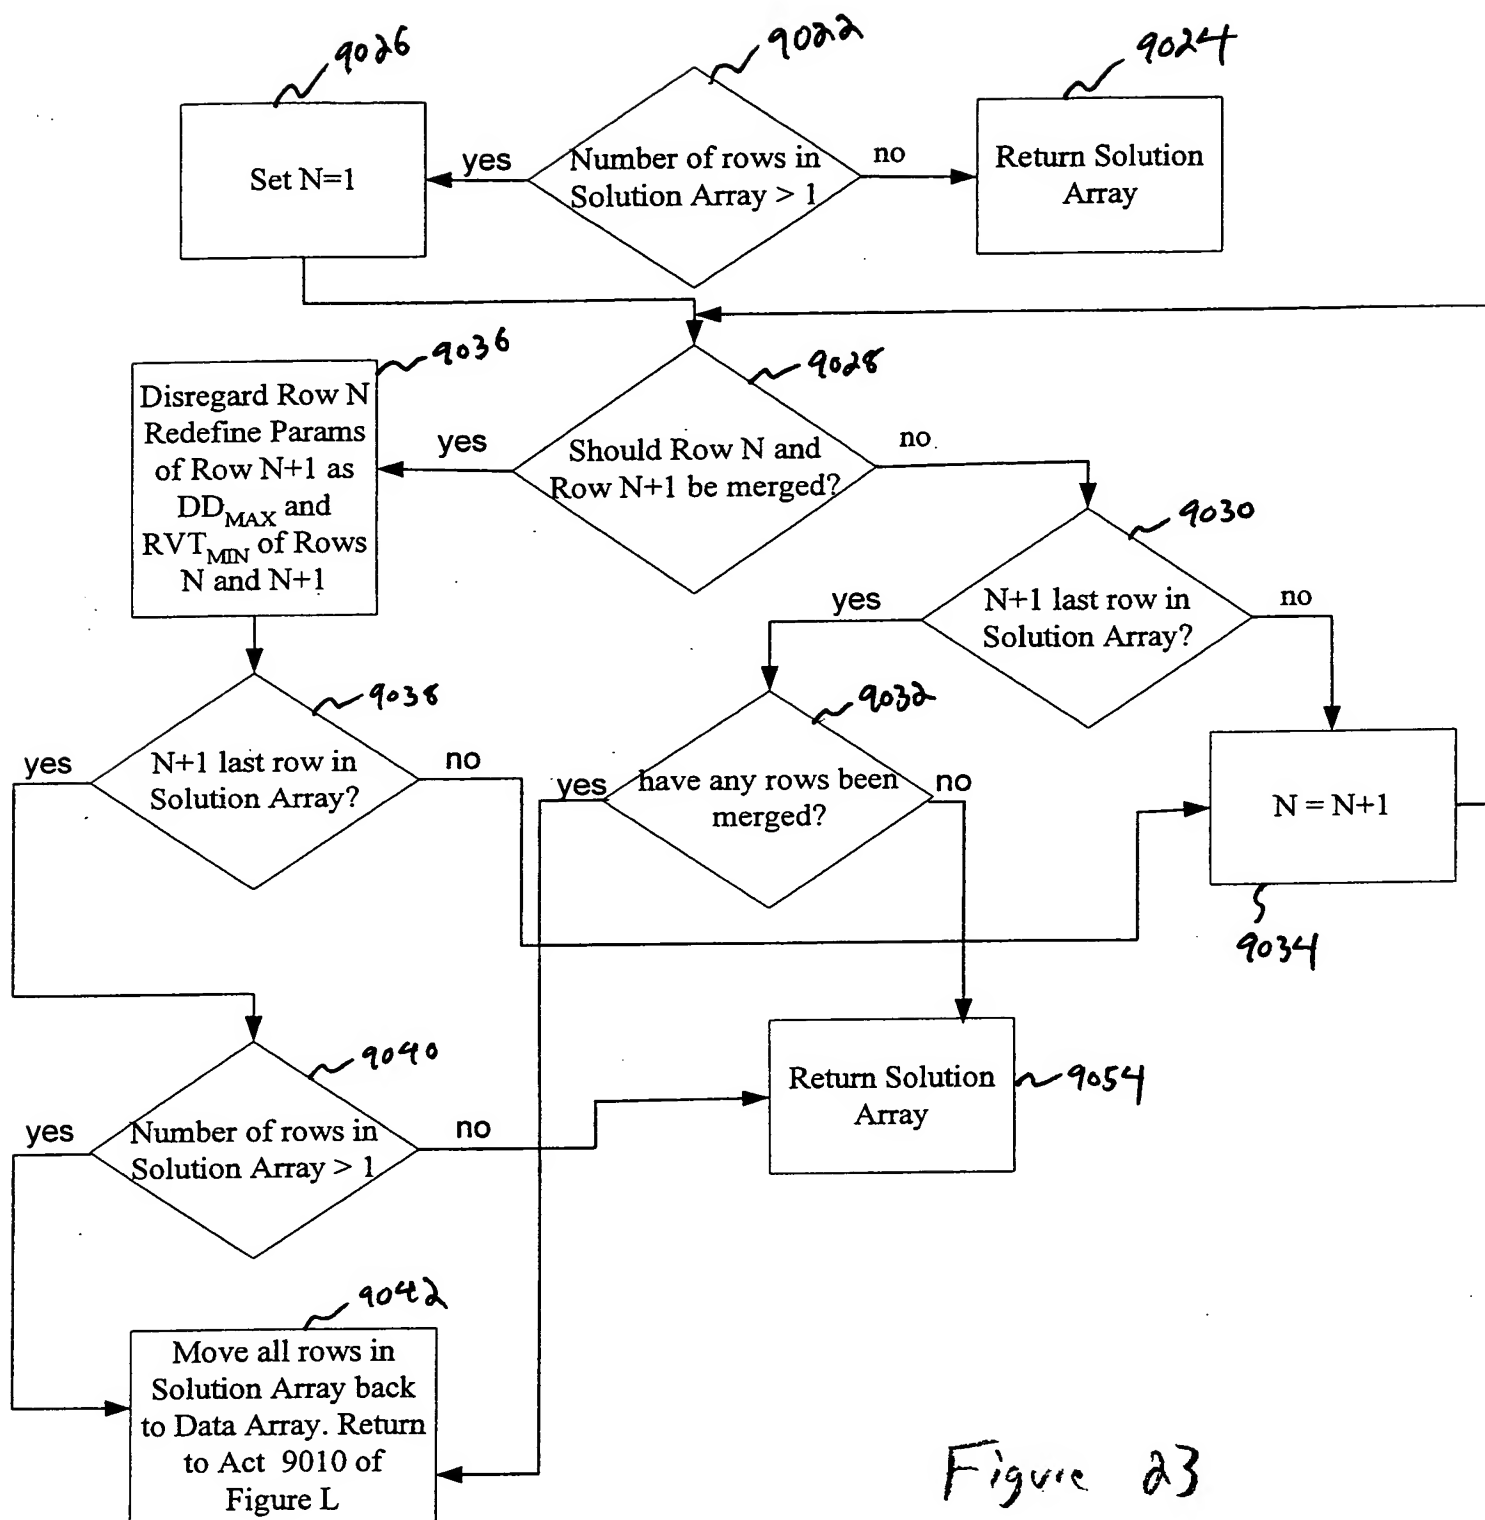 9026
9022
9024
Set N=1
yes
Number of rows in
Solution Array > 1
no
Return Solution
Array
9036
9028
Disregard Row N
Redefine Params
of Row N+1 as
DD_MAX and
RVT_MIN of Rows
N and N+1
yes
Should Row N and
Row N+1 be merged?
no
9030
yes
N+1 last row in
Solution Array?
no
9038
9032
yes
N+1 last row in
Solution Array?
no
yes
have any rows been
merged?
no
N = N+1
9034
9040
yes
Number of rows in
Solution Array > 1
no
Return Solution
Array
9054
9042
Move all rows in
Solution Array back
to Data Array. Return
to Act 9010 of
Figure L
Figure 23